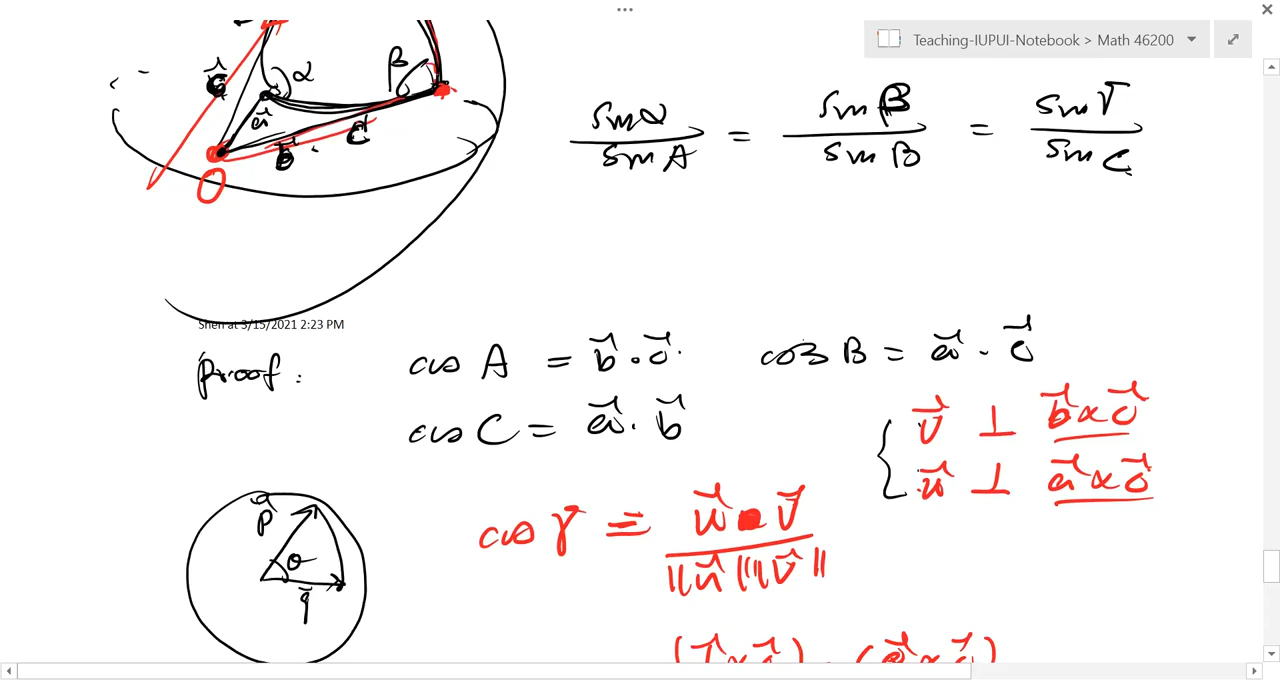 Teaching-IUPUI-Notebook > Math 46200
α β
c⃗ a⃗ b⃗ c⃗
O
sin α / sin A = sin β / sin B = sin γ / sin C
Shen at 3/15/2021 2:23 PM
proof :
cos A = b⃗ · c⃗ cos B = a⃗ · c⃗
cos C = a⃗ · b⃗
v⃗ ⊥ b⃗ × c⃗
u⃗ ⊥ a⃗ × c⃗
cos γ = u⃗ · v⃗ / ||u⃗|| ||v⃗||
p⃗ θ q⃗